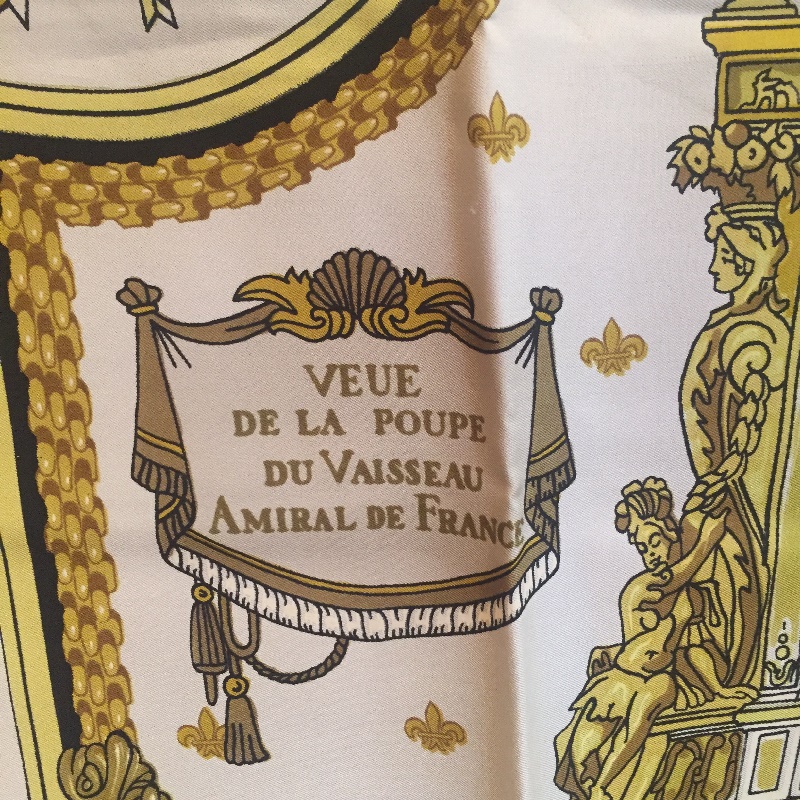 VEUE
DE LA POUPE
DU VAISSEAU
AMIRAL DE FRANCE